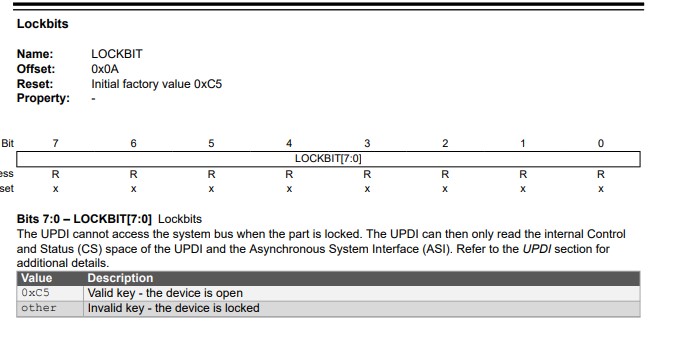 Lockbits
Name: LOCKBIT
Offset: 0x0A
Reset: Initial factory value 0xC5
Property: -
Bit 7 6 5 4 3 2 1 0
LOCKBIT[7:0]
ess R R R R R R R R
set x x x x x x x x
Bits 7:0 – LOCKBIT[7:0] Lockbits
The UPDI cannot access the system bus when the part is locked. The UPDI can then only read the internal Control
and Status (CS) space of the UPDI and the Asynchronous System Interface (ASI). Refer to the UPDI section for
additional details.
Value Description
0xC5 Valid key - the device is open
other Invalid key - the device is locked